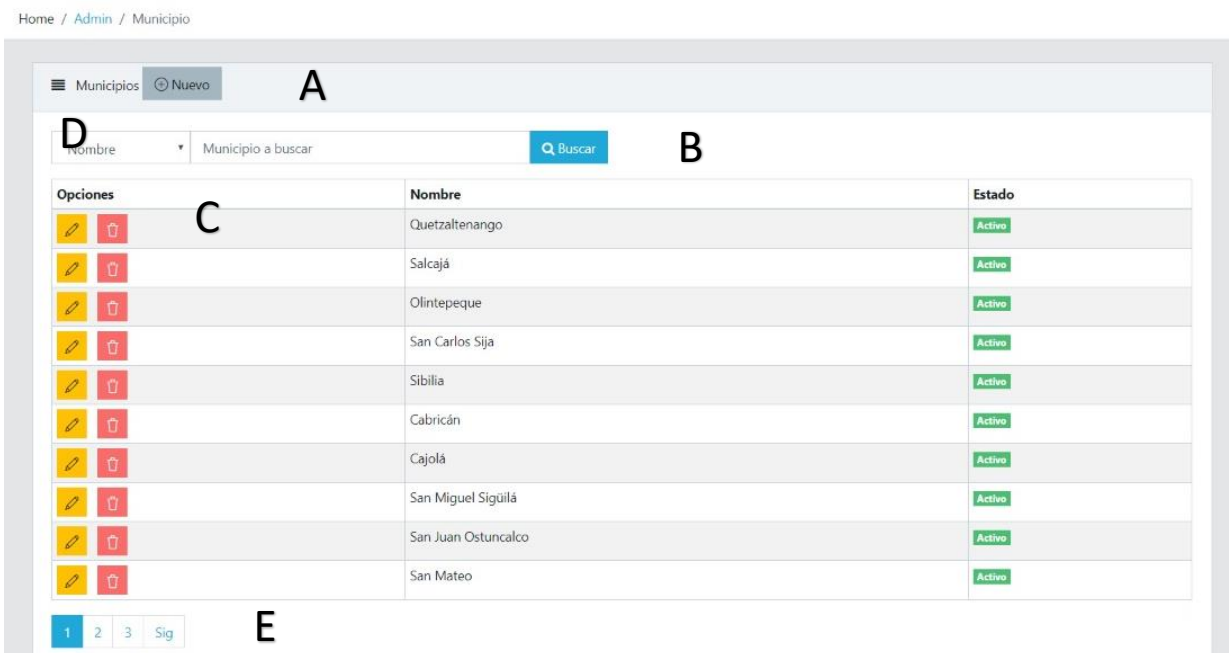 Home / Admin / Municipio
Municipios Nuevo A
D
Nombre Municipio a buscar Buscar B
Opciones Nombre Estado
C
Quetzaltenango Activo
Salcajá Activo
Olintepeque Activo
San Carlos Sija Activo
Sibilia Activo
Cabricán Activo
Cajolá Activo
San Miguel Sigüilá Activo
San Juan Ostuncalco Activo
San Mateo Activo
1 2 3 Sig E